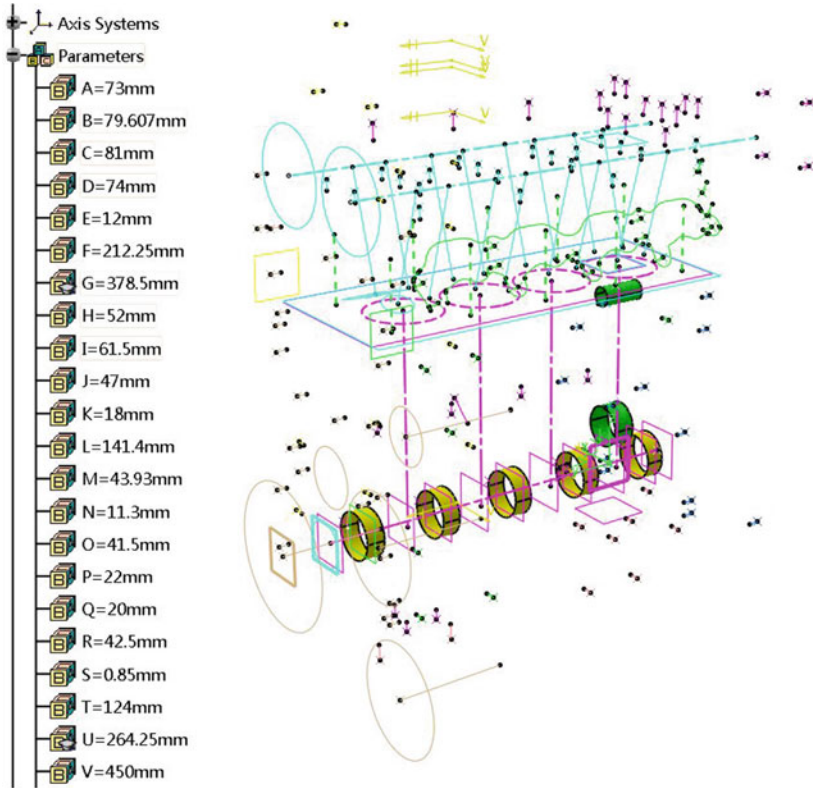 Axis Systems
Parameters
A=73mm
B=79.607mm
C=81mm
D=74mm
E=12mm
F=212.25mm
G=378.5mm
H=52mm
I=61.5mm
J=47mm
K=18mm
L=141.4mm
M=43.93mm
N=11.3mm
O=41.5mm
P=22mm
Q=20mm
R=42.5mm
S=0.85mm
T=124mm
U=264.25mm
V=450mm